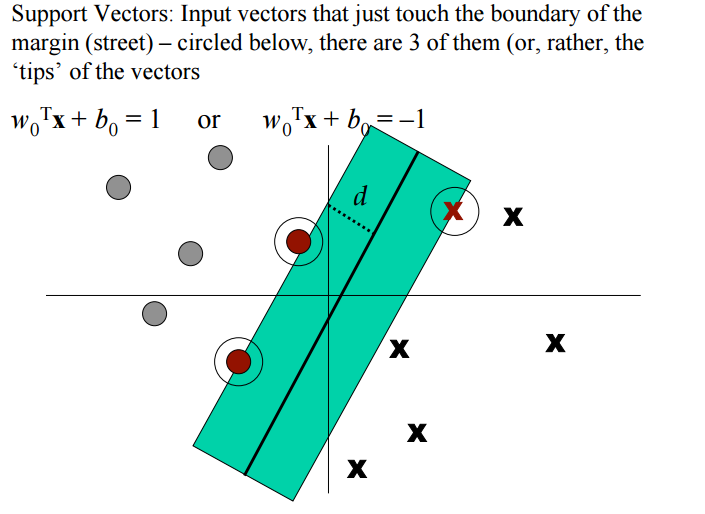 Support Vectors: Input vectors that just touch the boundary of the
margin (street) – circled below, there are 3 of them (or, rather, the
‘tips’ of the vectors
w₀ᵀx + b₀ = 1 or w₀ᵀx + b₀ = –1
d
X
X
X
X
X
X